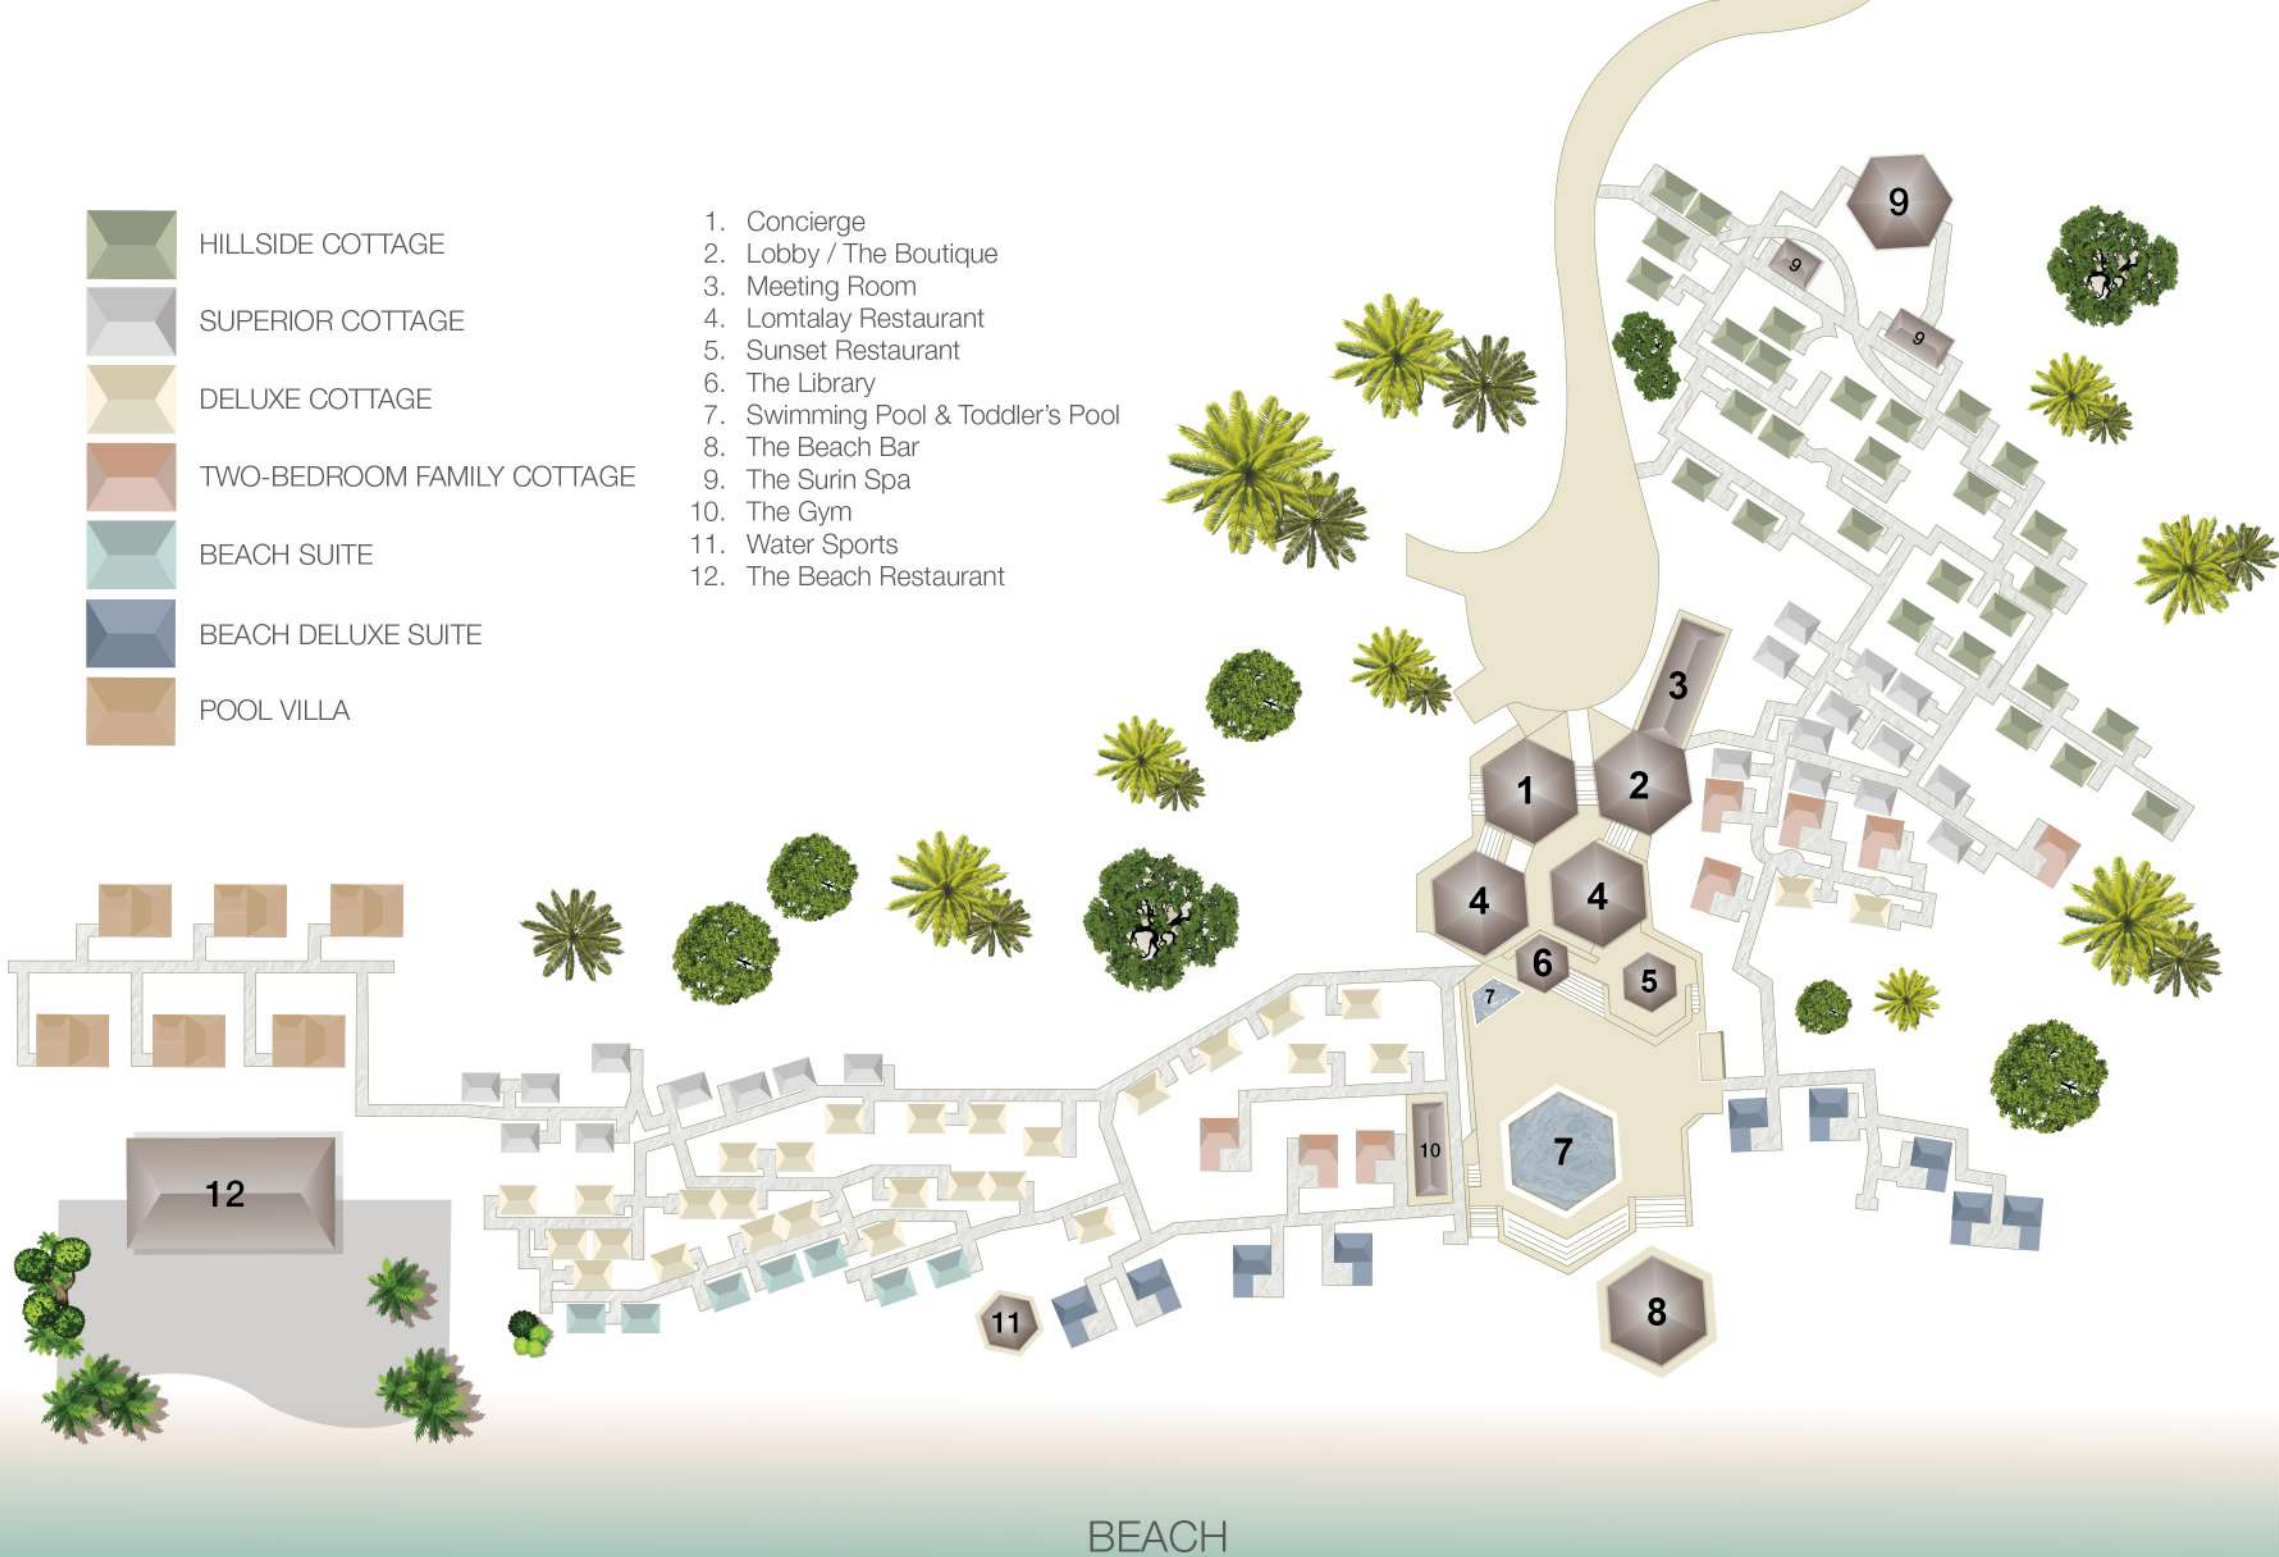 HILLSIDE COTTAGE
SUPERIOR COTTAGE
DELUXE COTTAGE
TWO-BEDROOM FAMILY COTTAGE
BEACH SUITE
BEACH DELUXE SUITE
POOL VILLA
1. Concierge
2. Lobby / The Boutique
3. Meeting Room
4. Lomtalay Restaurant
5. Sunset Restaurant
6. The Library
7. Swimming Pool & Toddler's Pool
8. The Beach Bar
9. The Surin Spa
10. The Gym
11. Water Sports
12. The Beach Restaurant
9
9
9
3
1
2
4
4
6
5
7
10
7
12
11
8
BEACH